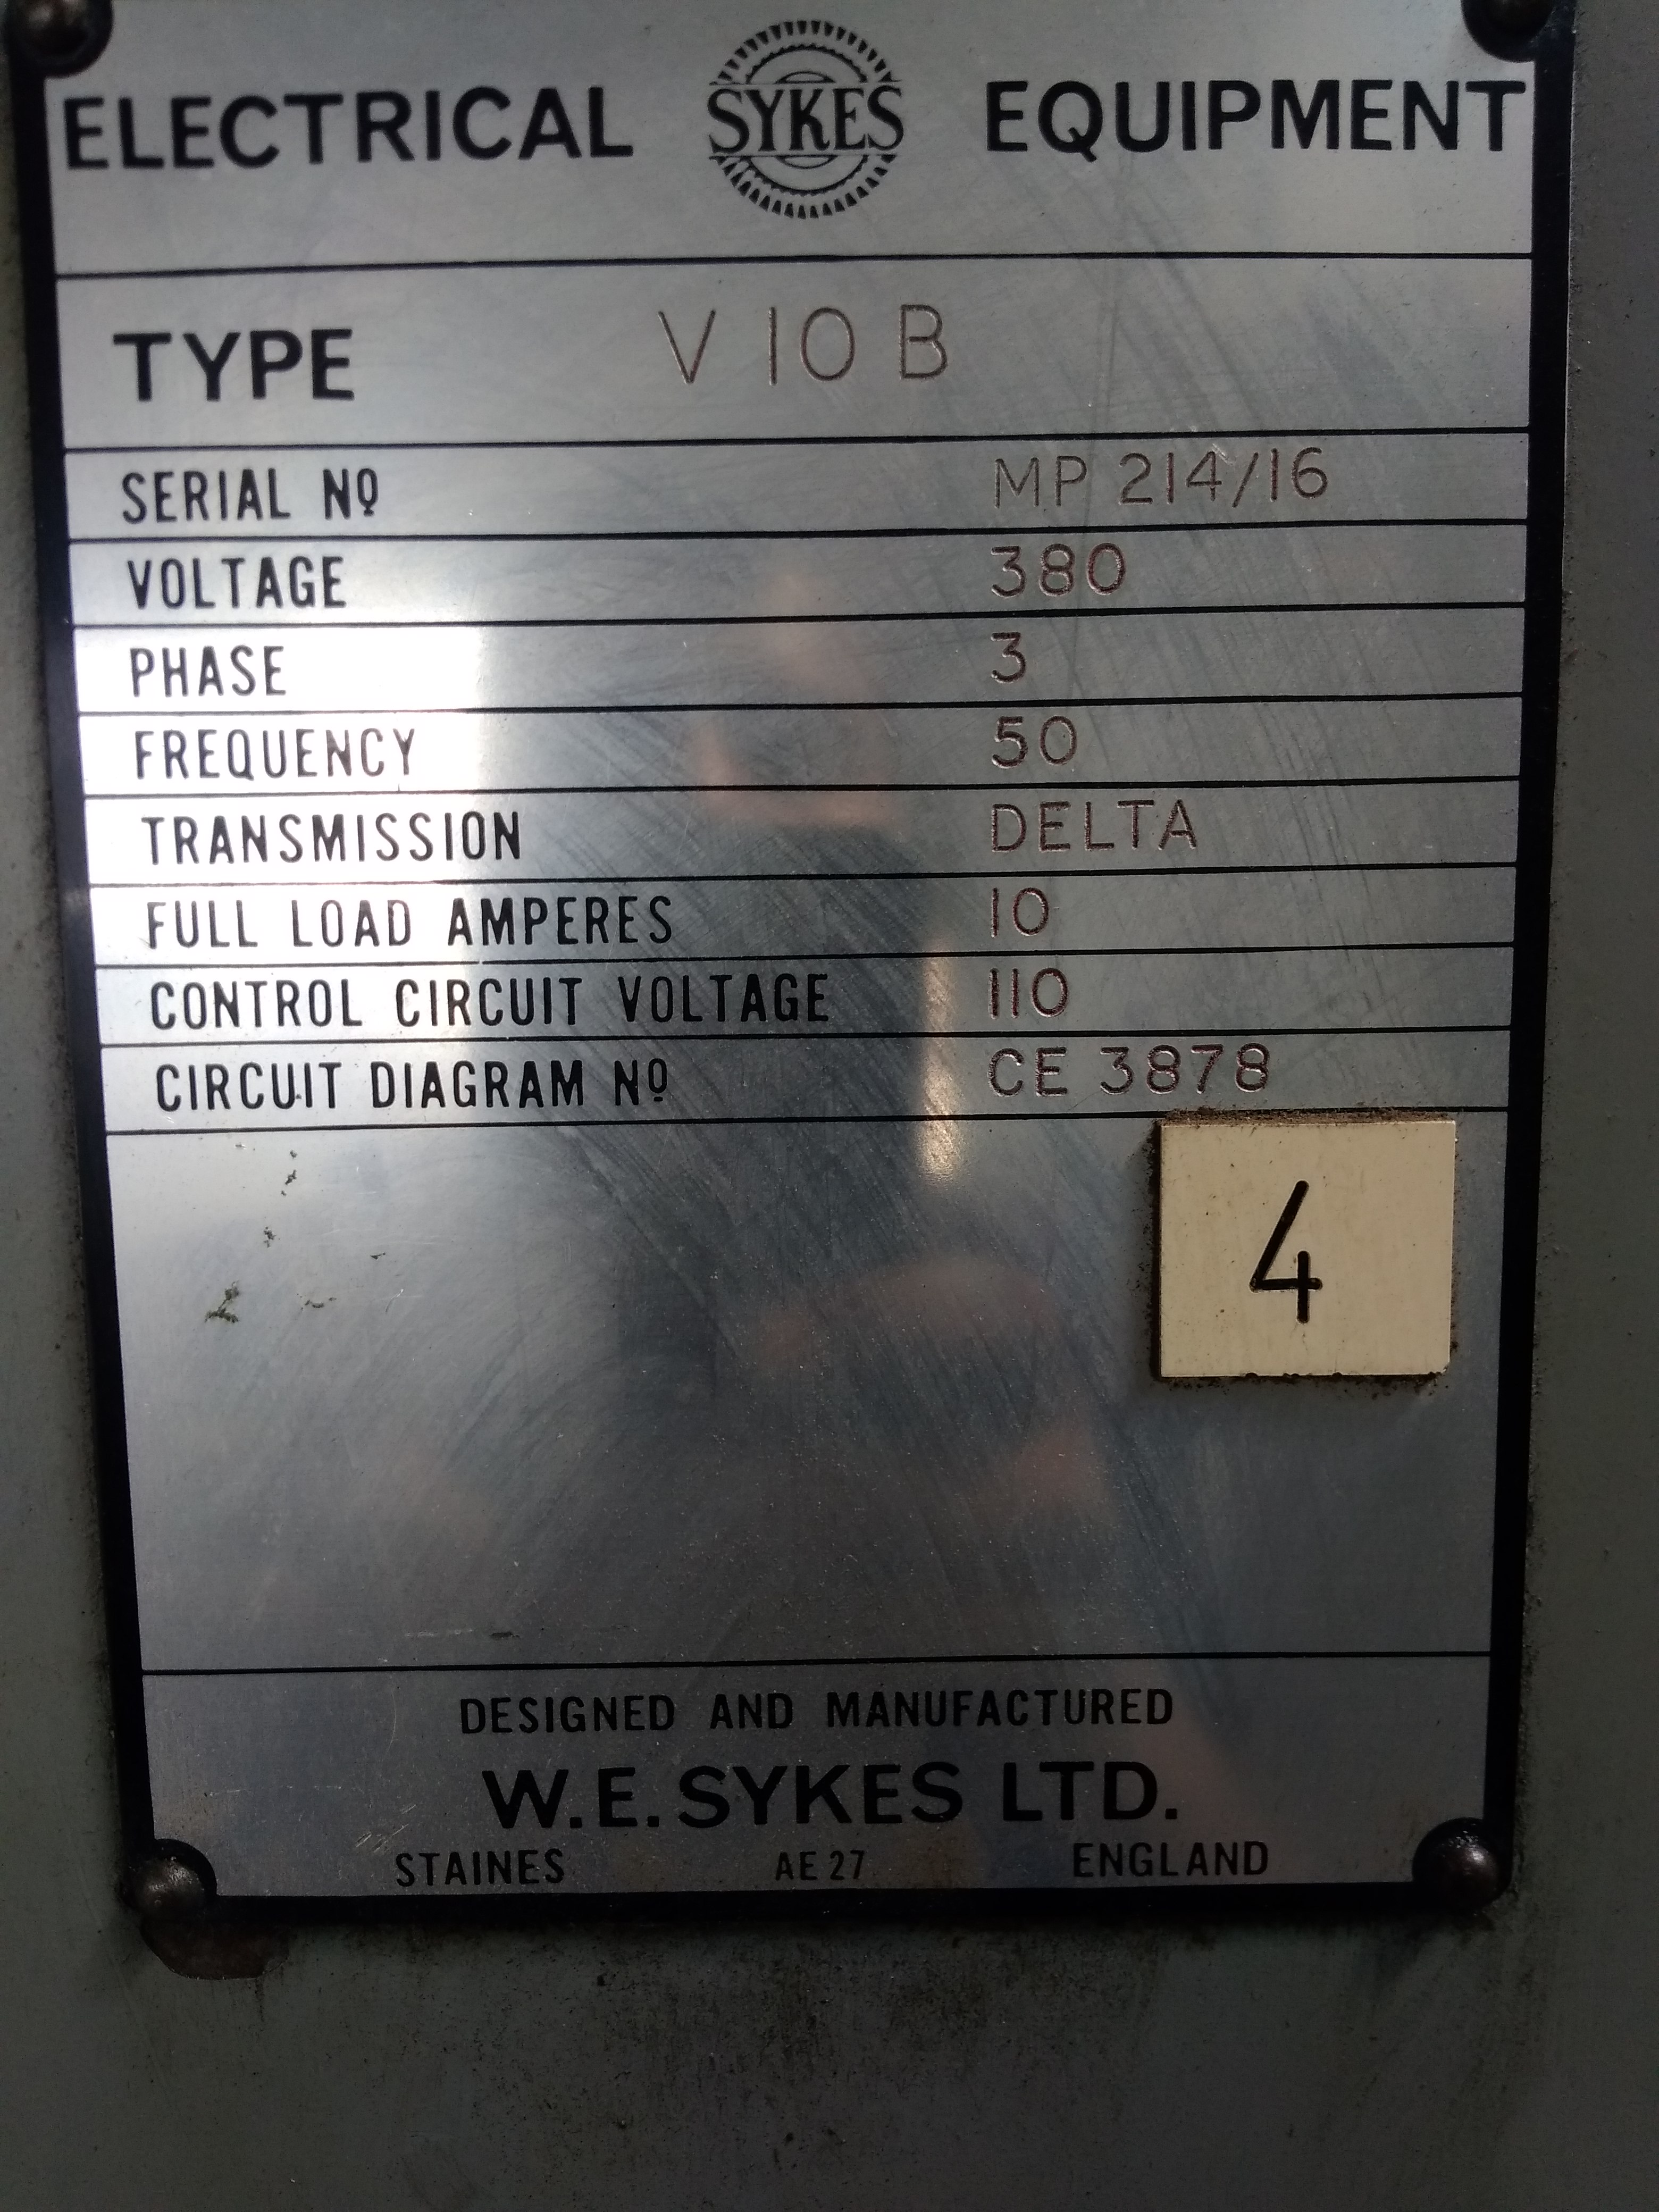 ELECTRICAL SYKES EQUIPMENT
TYPE V 10 B
SERIAL Nº MP 214/16
VOLTAGE 380
PHASE 3
FREQUENCY 50
TRANSMISSION DELTA
FULL LOAD AMPERES 10
CONTROL CIRCUIT VOLTAGE 110
CIRCUIT DIAGRAM Nº CE 3878
4
DESIGNED AND MANUFACTURED
W.E. SYKES LTD.
STAINES AE 27 ENGLAND